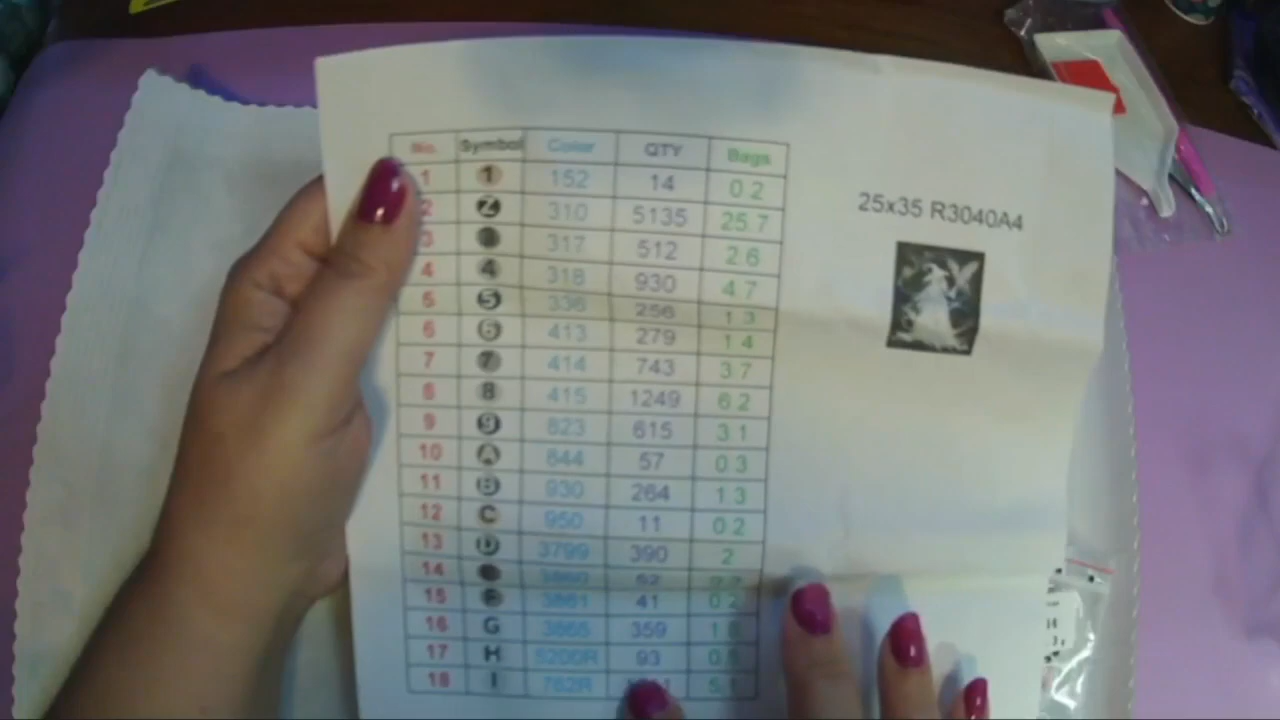 No. Symbol Color QTY Bags
1 1 152 14 0.2
2 Z 310 5135 25.7
3 317 512 2.6
4 4 318 930 4.7
5 5 336 256 1.3
6 6 413 279 1.4
7 7 414 743 3.7
8 8 415 1249 6.2
9 9 823 615 3.1
10 A 844 57 0.3
11 B 930 264 1.3
12 C 950 11 0.2
13 D 3799 390 2
14 62
15 F 3861 41 0.2
16 G 3865 359
17 H 5200R 93
18 I 762R
25x35 R3040A4